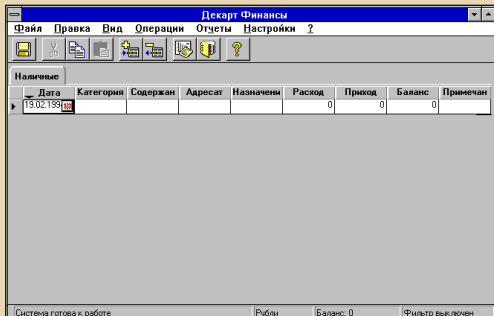 Декарт Финансы
Файл Правка Вид Операции Отчеты Настройки ?
Наличные
Дата Категория Содержан Адресат Назначени Расход Приход Баланс Примечан
19.02.199 0 0 0
Система готова к работе Рубли Баланс: 0 Фильтр выключен